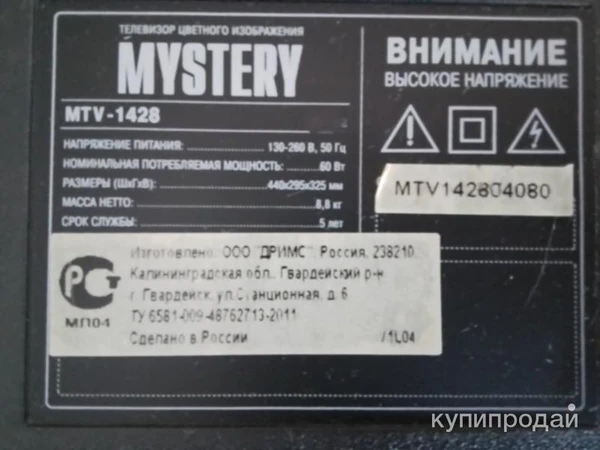 ТЕЛЕВИЗОР ЦВЕТНОГО ИЗОБРАЖЕНИЯ
MYSTERY
MTV-1428
НАПРЯЖЕНИЕ ПИТАНИЯ: 130-260 В, 50 Гц
НОМИНАЛЬНАЯ ПОТРЕБЛЯЕМАЯ МОЩНОСТЬ: 60 Вт
РАЗМЕРЫ (ШхГхВ): 440х295х325 мм
МАССА НЕТТО: 8,8 кг
СРОК СЛУЖБЫ: 5 лет
ВНИМАНИЕ
ВЫСОКОЕ НАПРЯЖЕНИЕ
MTV142804080
РСТ
МП04
Изготовлено: ООО "ДРИМС", Россия, 238210,
Калининградская обл., Гвардейский р-н
г. Гвардейск, ул.Станционная, д. 6
ТУ 6581-009-48762713-2011
Сделано в России /1L04
купипродай